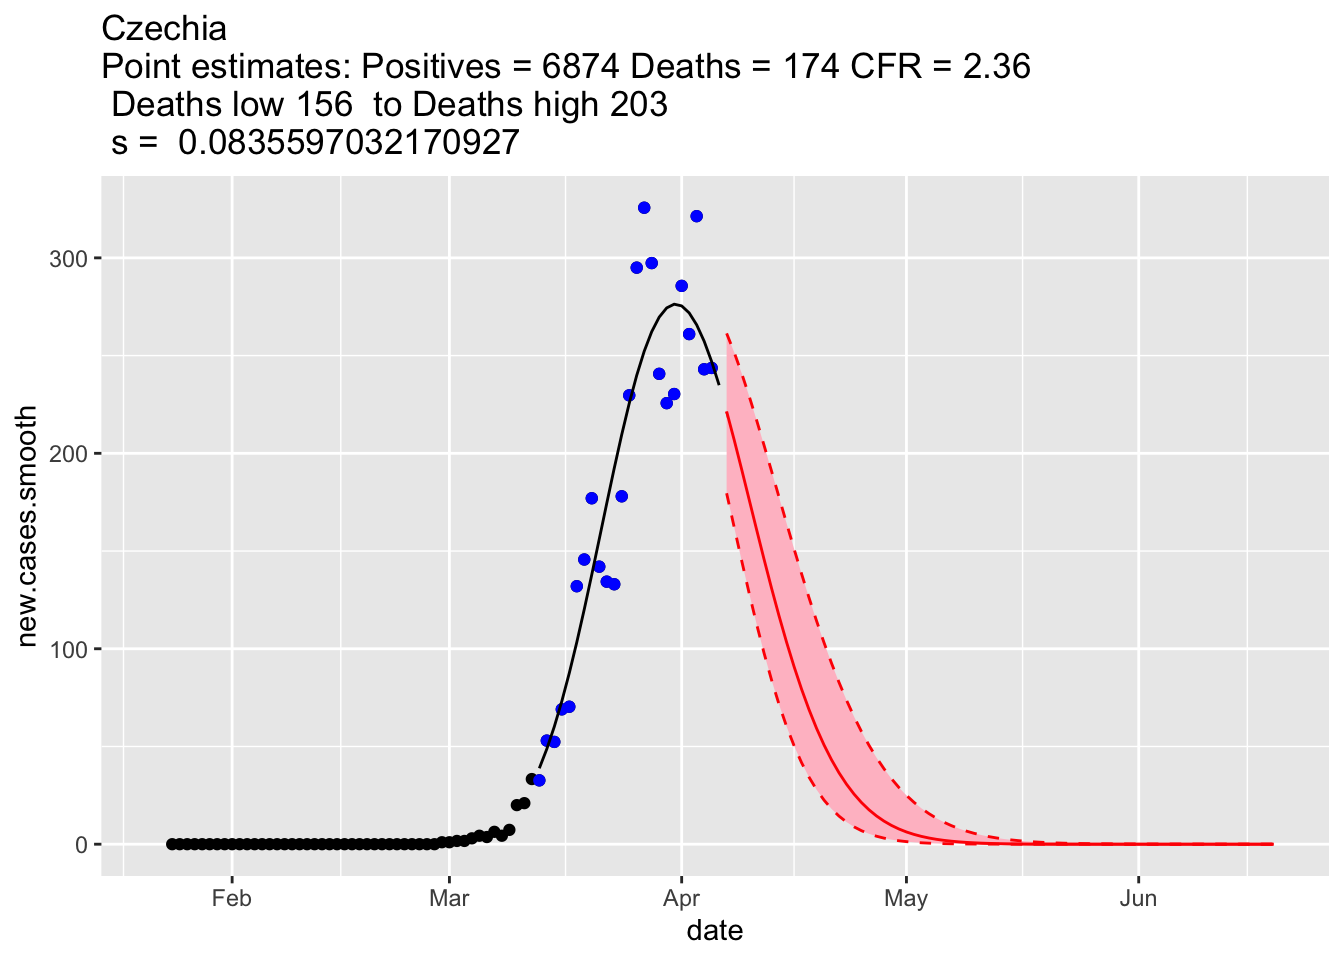 Czechia
Point estimates: Positives = 6874 Deaths = 174 CFR = 2.36
Deaths low 156  to Deaths high 203
s =  0.0835597032170927
300
200
100
0
new.cases.smooth
Feb Mar Apr May Jun
date